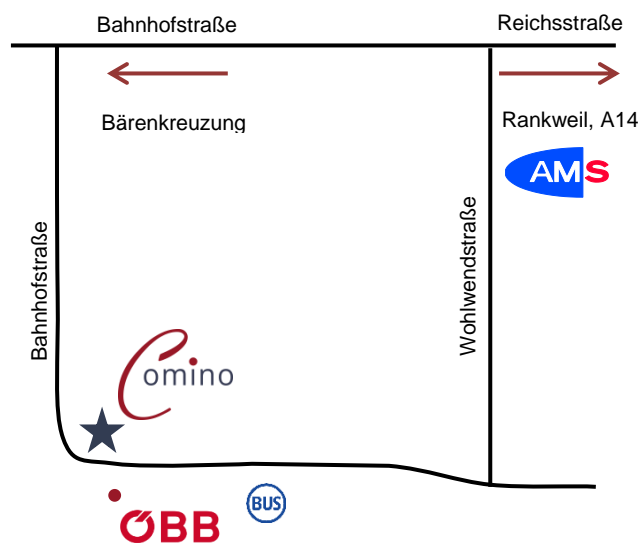 Bahnhofstraße
Reichsstraße
Bärenkreuzung
Rankweil, A14
AMS
Bahnhofstraße
Wohlwendstraße
Comino
ÖBB
BUS